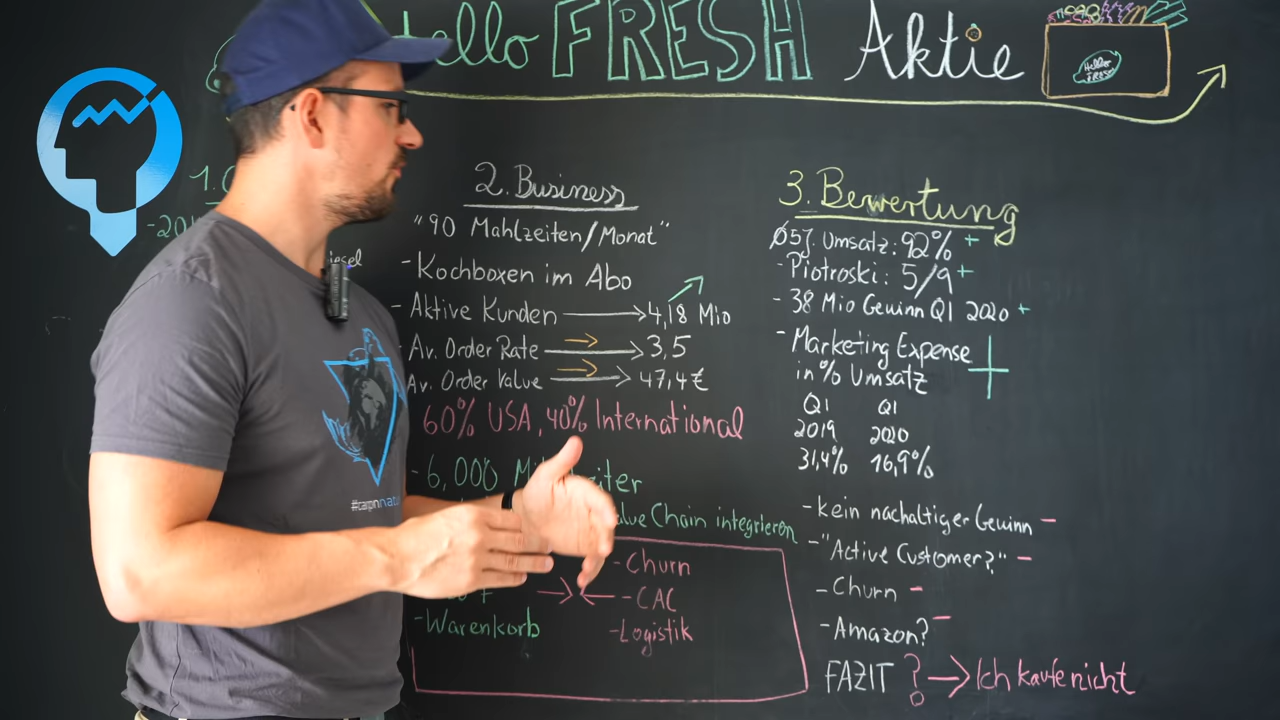 Hello FRESH Aktie
Hello
FRESH
1.
-20
iesel
2. Business
"90 Mahlzeiten/Monat"
-Kochboxen im Abo
-Aktive Kunden → 4,18 Mio
Av. Order Rate → 3,5
Av. Order Value → 47,4€
60% USA, 40% International
-6,000
Value Chain integrieren
-Warenkorb
-Churn
-CAC
-Logistik
3. Bewertung
Ø5J. Umsatz: 92% +
-Piotroski: 5/9 +
-38 Mio Gewinn Q1 2020 +
-Marketing Expense
in % Umsatz +
Q1 Q1
2019 2020
31,4% 16,9%
-kein nachaltiger Gewinn -
-"Active Customer?" -
-Churn -
-Amazon? -
FAZIT ? → Ich kaufe nicht